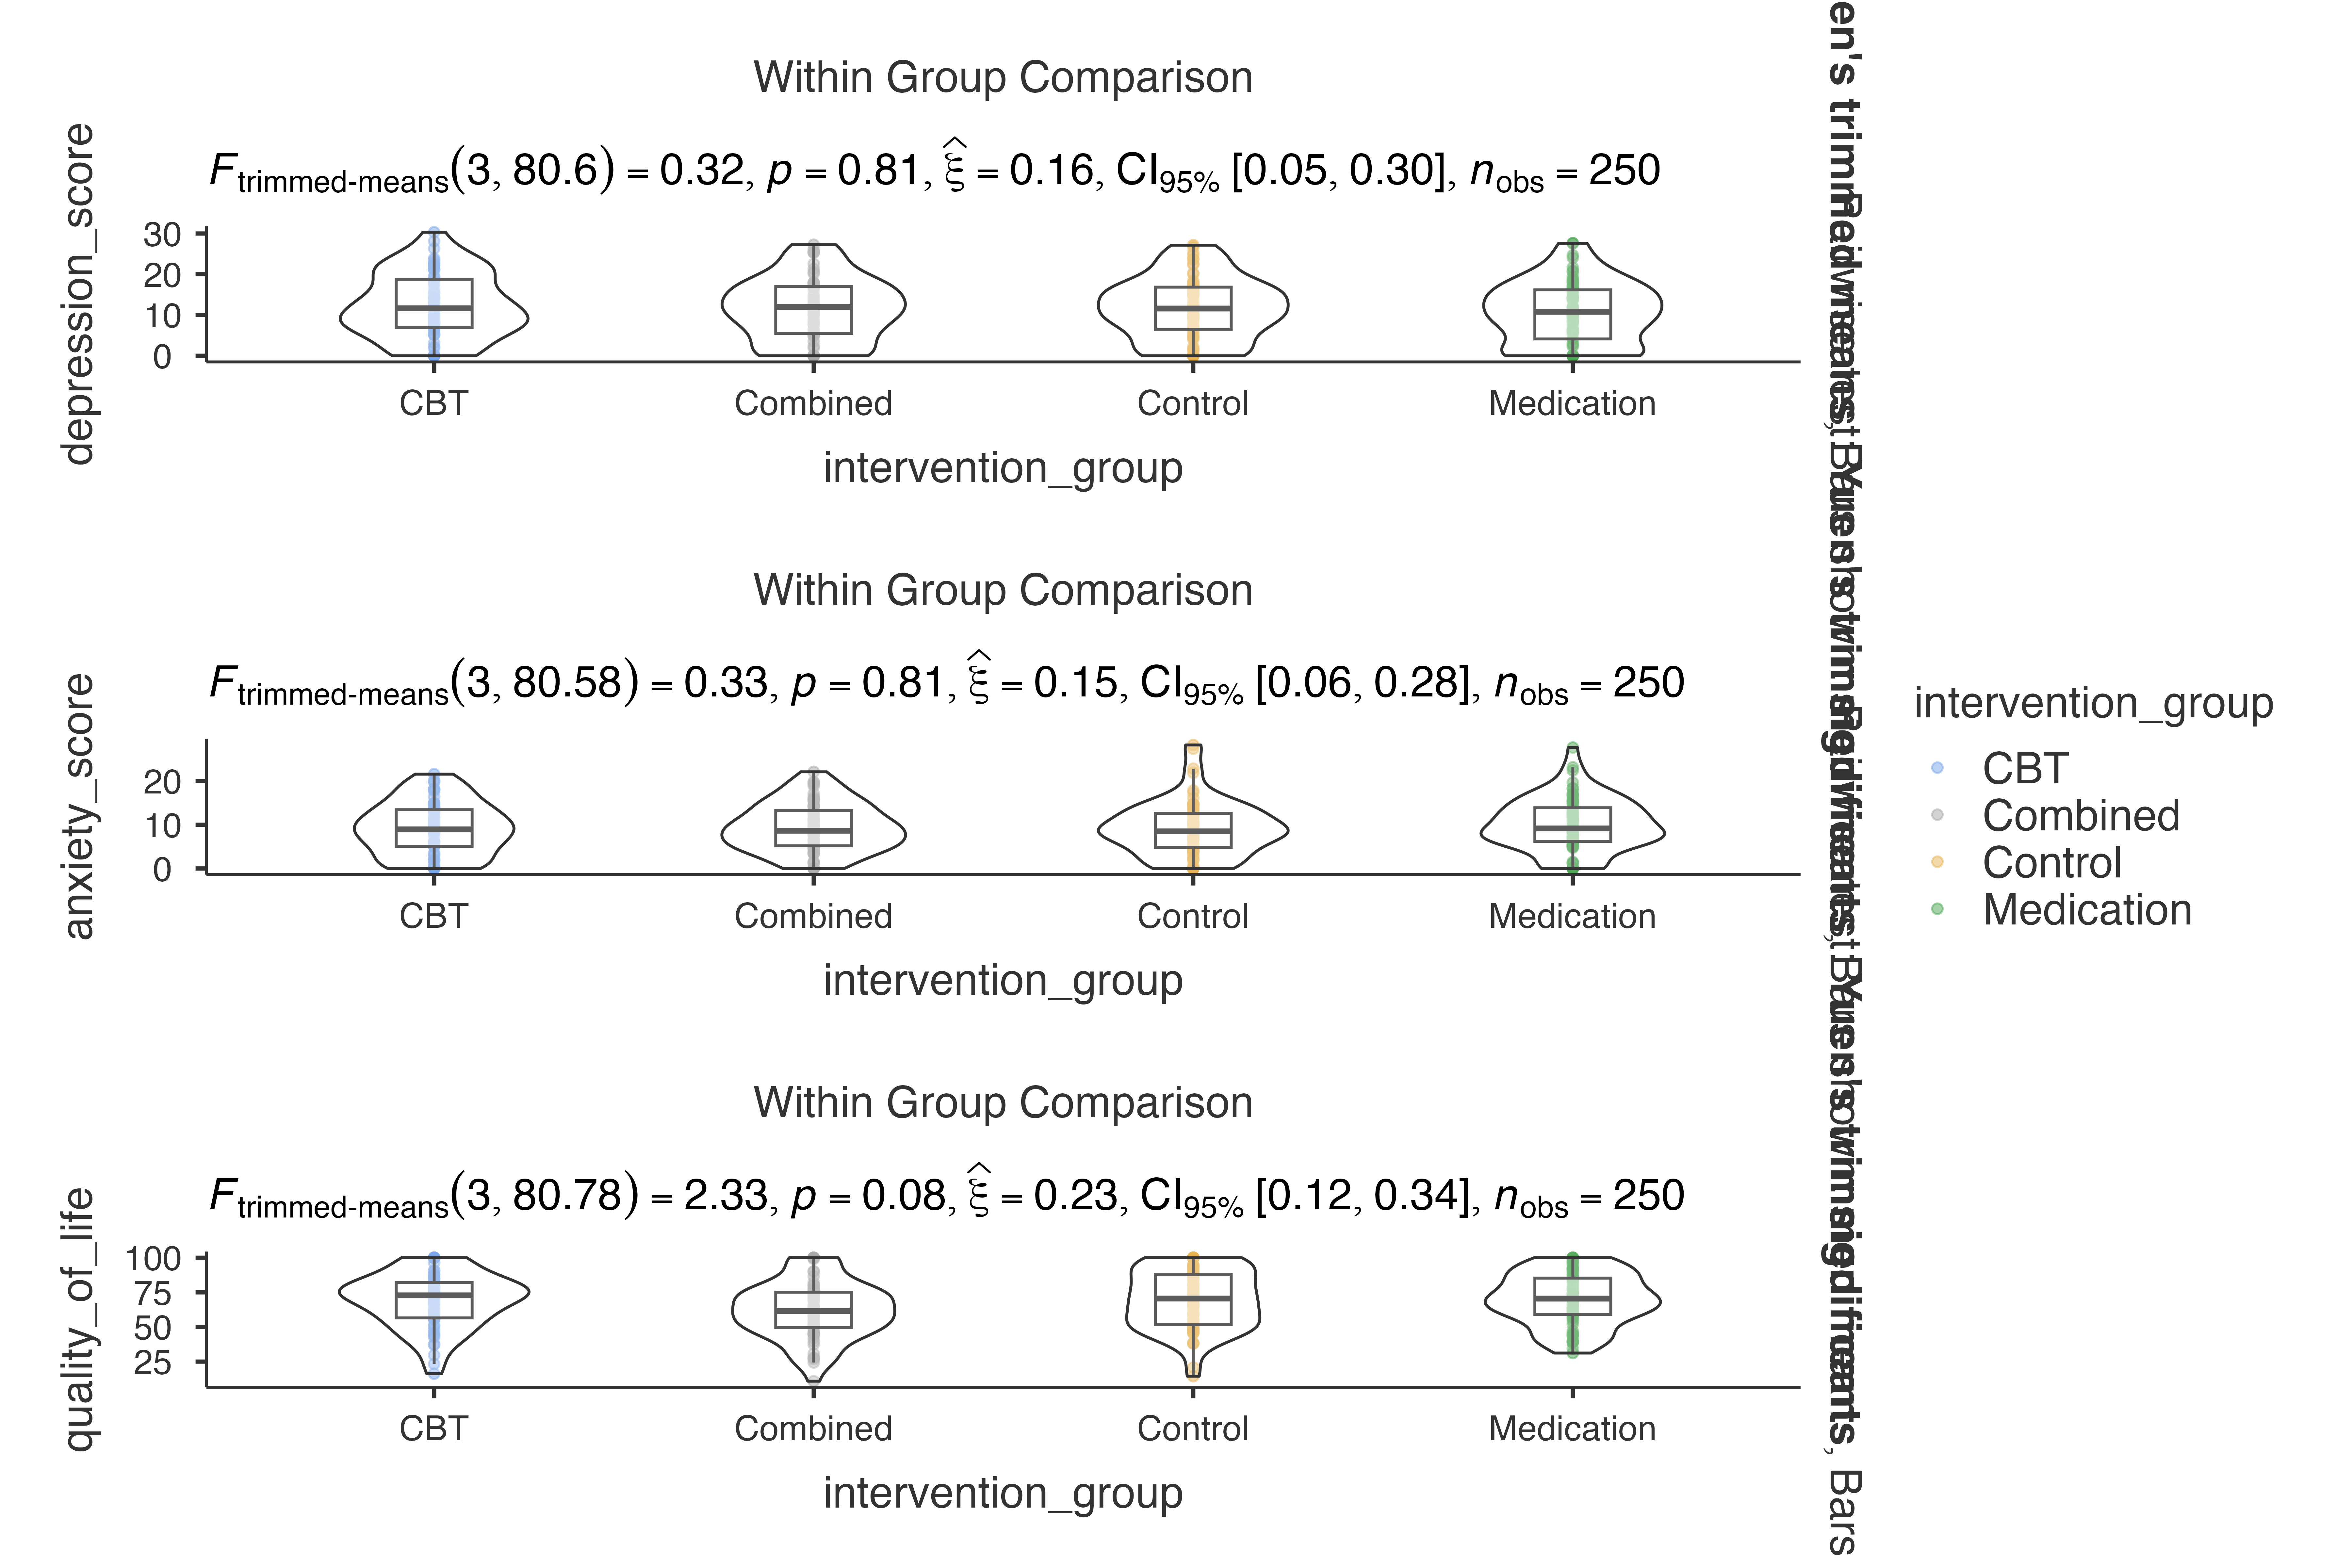 Within Group Comparison
F trimmed-means(3, 80.6) = 0.32, p = 0.81, ξ̂ = 0.16, CI95% [0.05, 0.30], nobs = 250
depression_score
30
20
10
0
CBT Combined Control Medication
intervention_group
Within Group Comparison
F trimmed-means(3, 80.58) = 0.33, p = 0.81, ξ̂ = 0.15, CI95% [0.06, 0.28], nobs = 250
anxiety_score
20
10
0
CBT Combined Control Medication
intervention_group
Within Group Comparison
F trimmed-means(3, 80.78) = 2.33, p = 0.08, ξ̂ = 0.23, CI95% [0.12, 0.34], nobs = 250
quality_of_life
100
75
50
25
CBT Combined Control Medication
intervention_group
Bars
intervention_group
CBT
Combined
Control
Medication